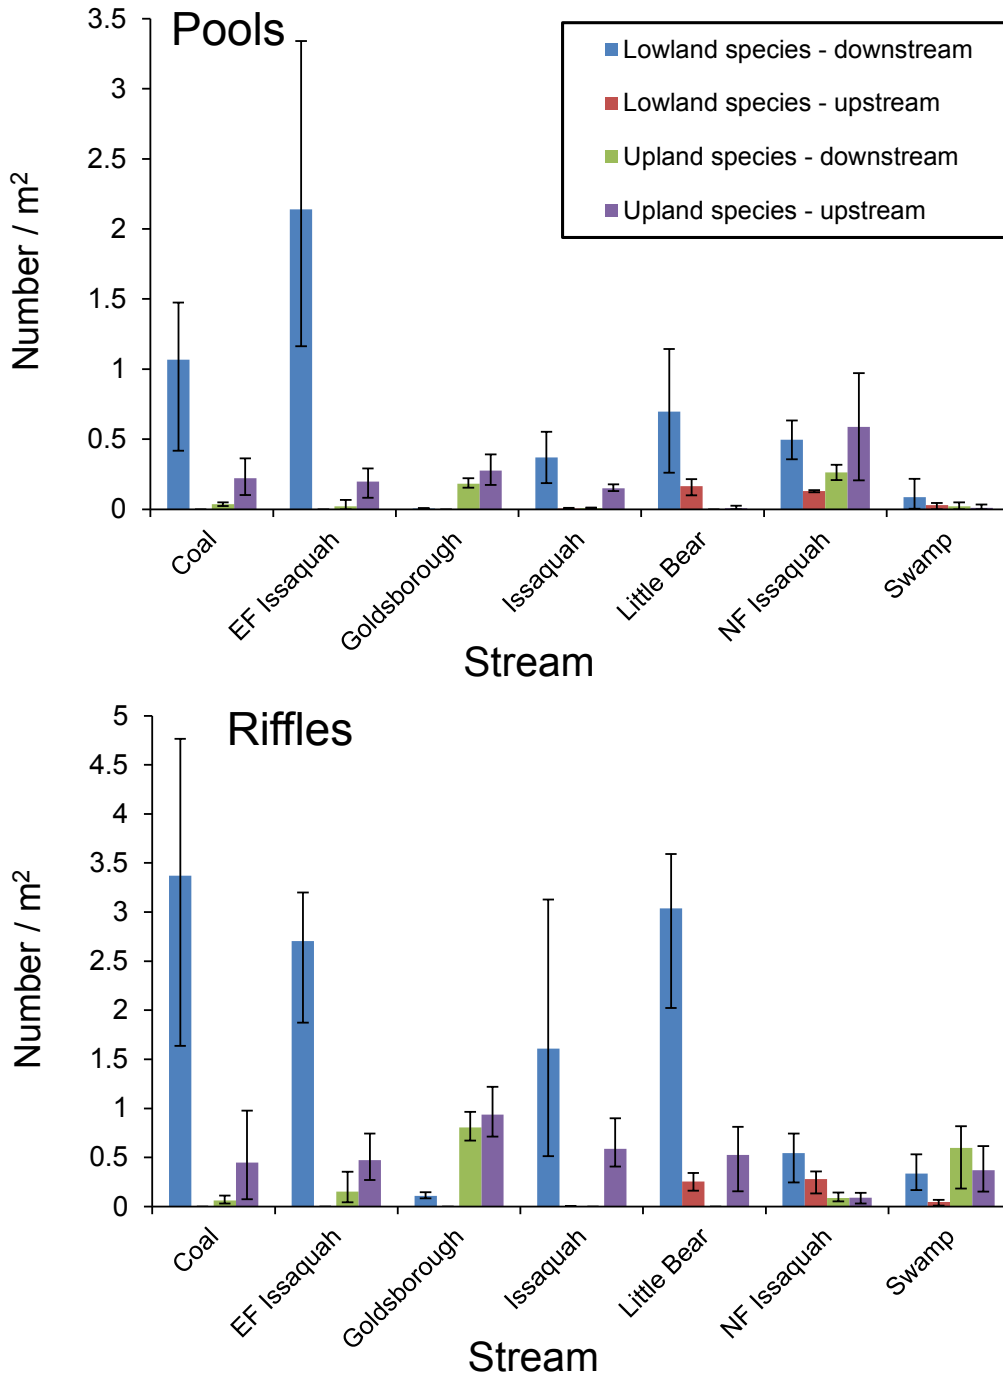 Pools
Lowland species - downstream
Lowland species - upstream
Upland species - downstream
Upland species - upstream
Number / m²
3.5
3
2.5
2
1.5
1
0.5
0
Coal
EF Issaquah
Goldsborough
Issaquah
Little Bear
NF Issaquah
Swamp
Stream
Riffles
Number / m²
5
4.5
4
3.5
3
2.5
2
1.5
1
0.5
0
Coal
EF Issaquah
Goldsborough
Issaquah
Little Bear
NF Issaquah
Swamp
Stream